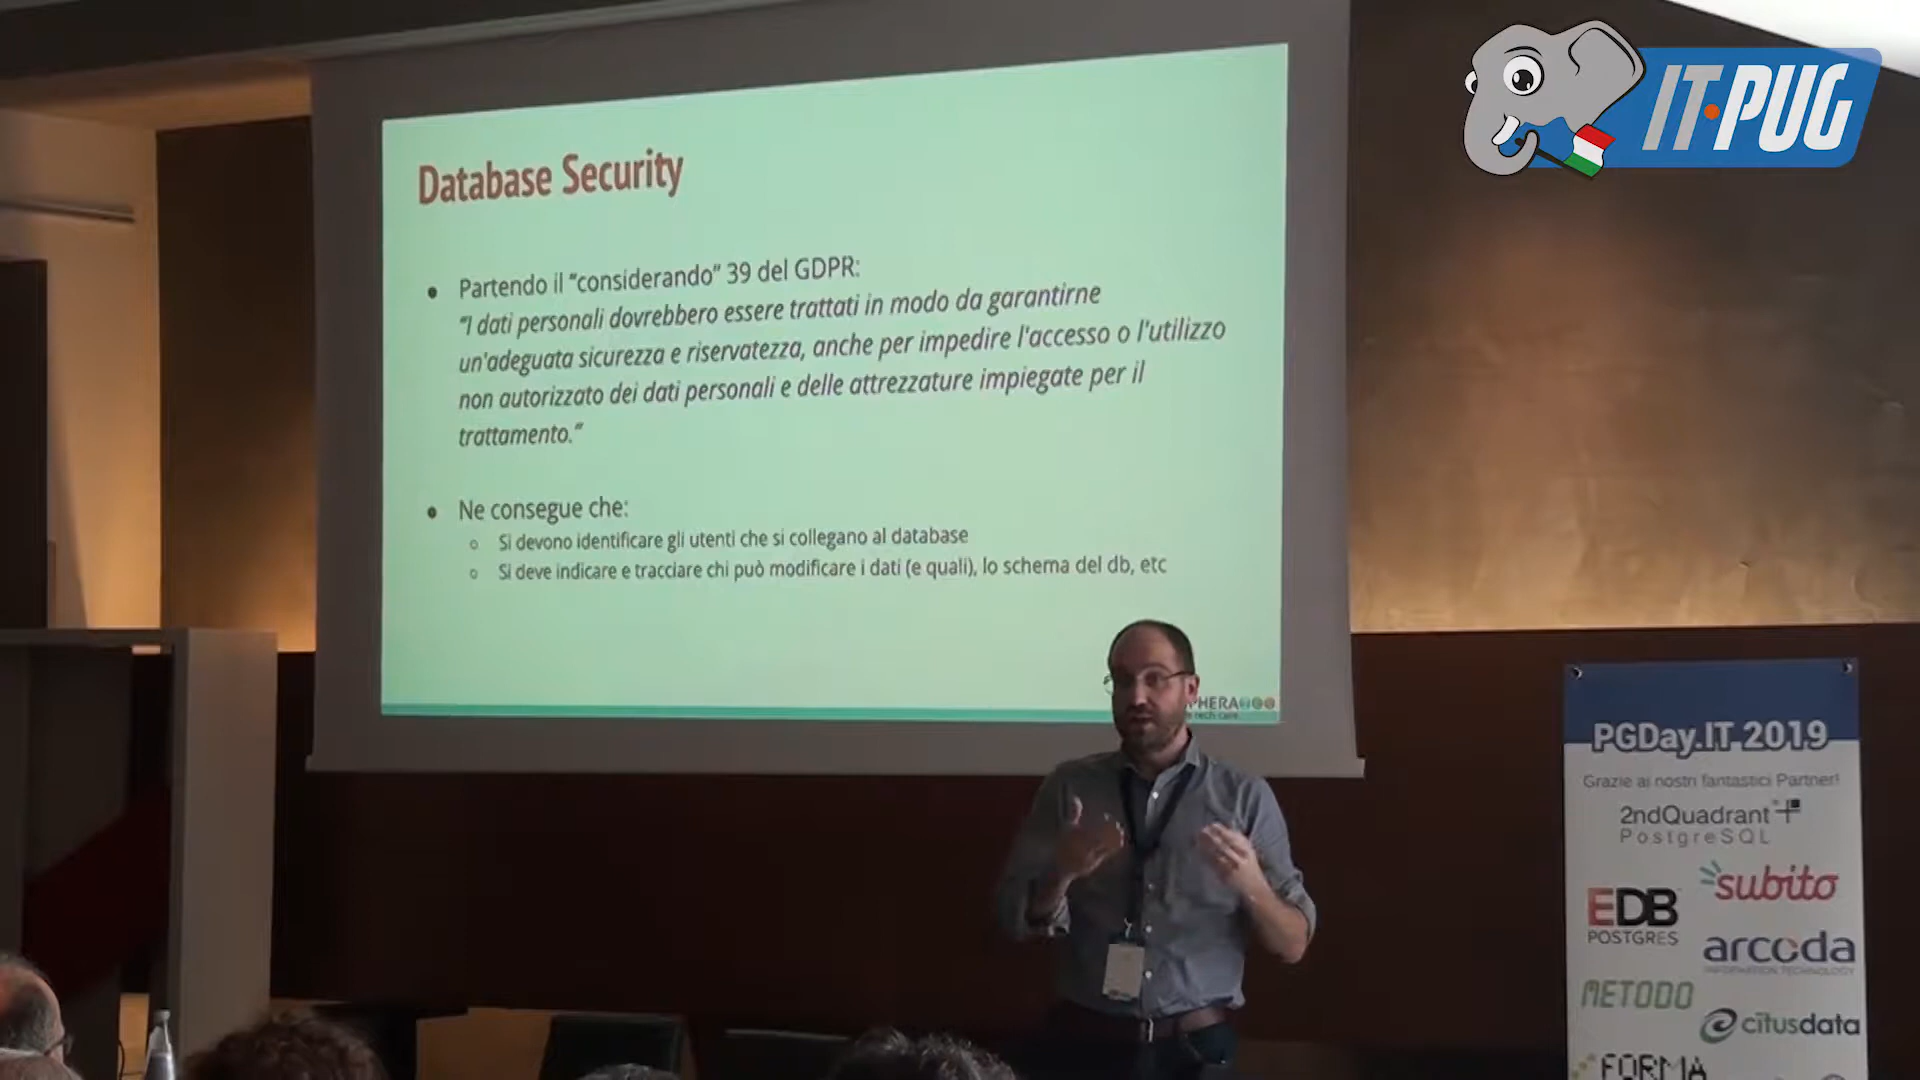 IT•PUG
Database Security
• Partendo il “considerando” 39 del GDPR:
“I dati personali dovrebbero essere trattati in modo da garantirne
un'adeguata sicurezza e riservatezza, anche per impedire l'accesso o l'utilizzo
non autorizzato dei dati personali e delle attrezzature impiegate per il
trattamento.”
• Ne consegue che:
○ Si devono identificare gli utenti che si collegano al database
○ Si deve indicare e tracciare chi può modificare i dati (e quali), lo schema del db, etc
PGDay.IT 2019
Grazie ai nostri fantastici Partner!
2ndQuadrant
PostgreSQL
subito
EDB
POSTGRES
arcoda
INFORMATION TECHNOLOGY
METODO
citusdata
FORMA